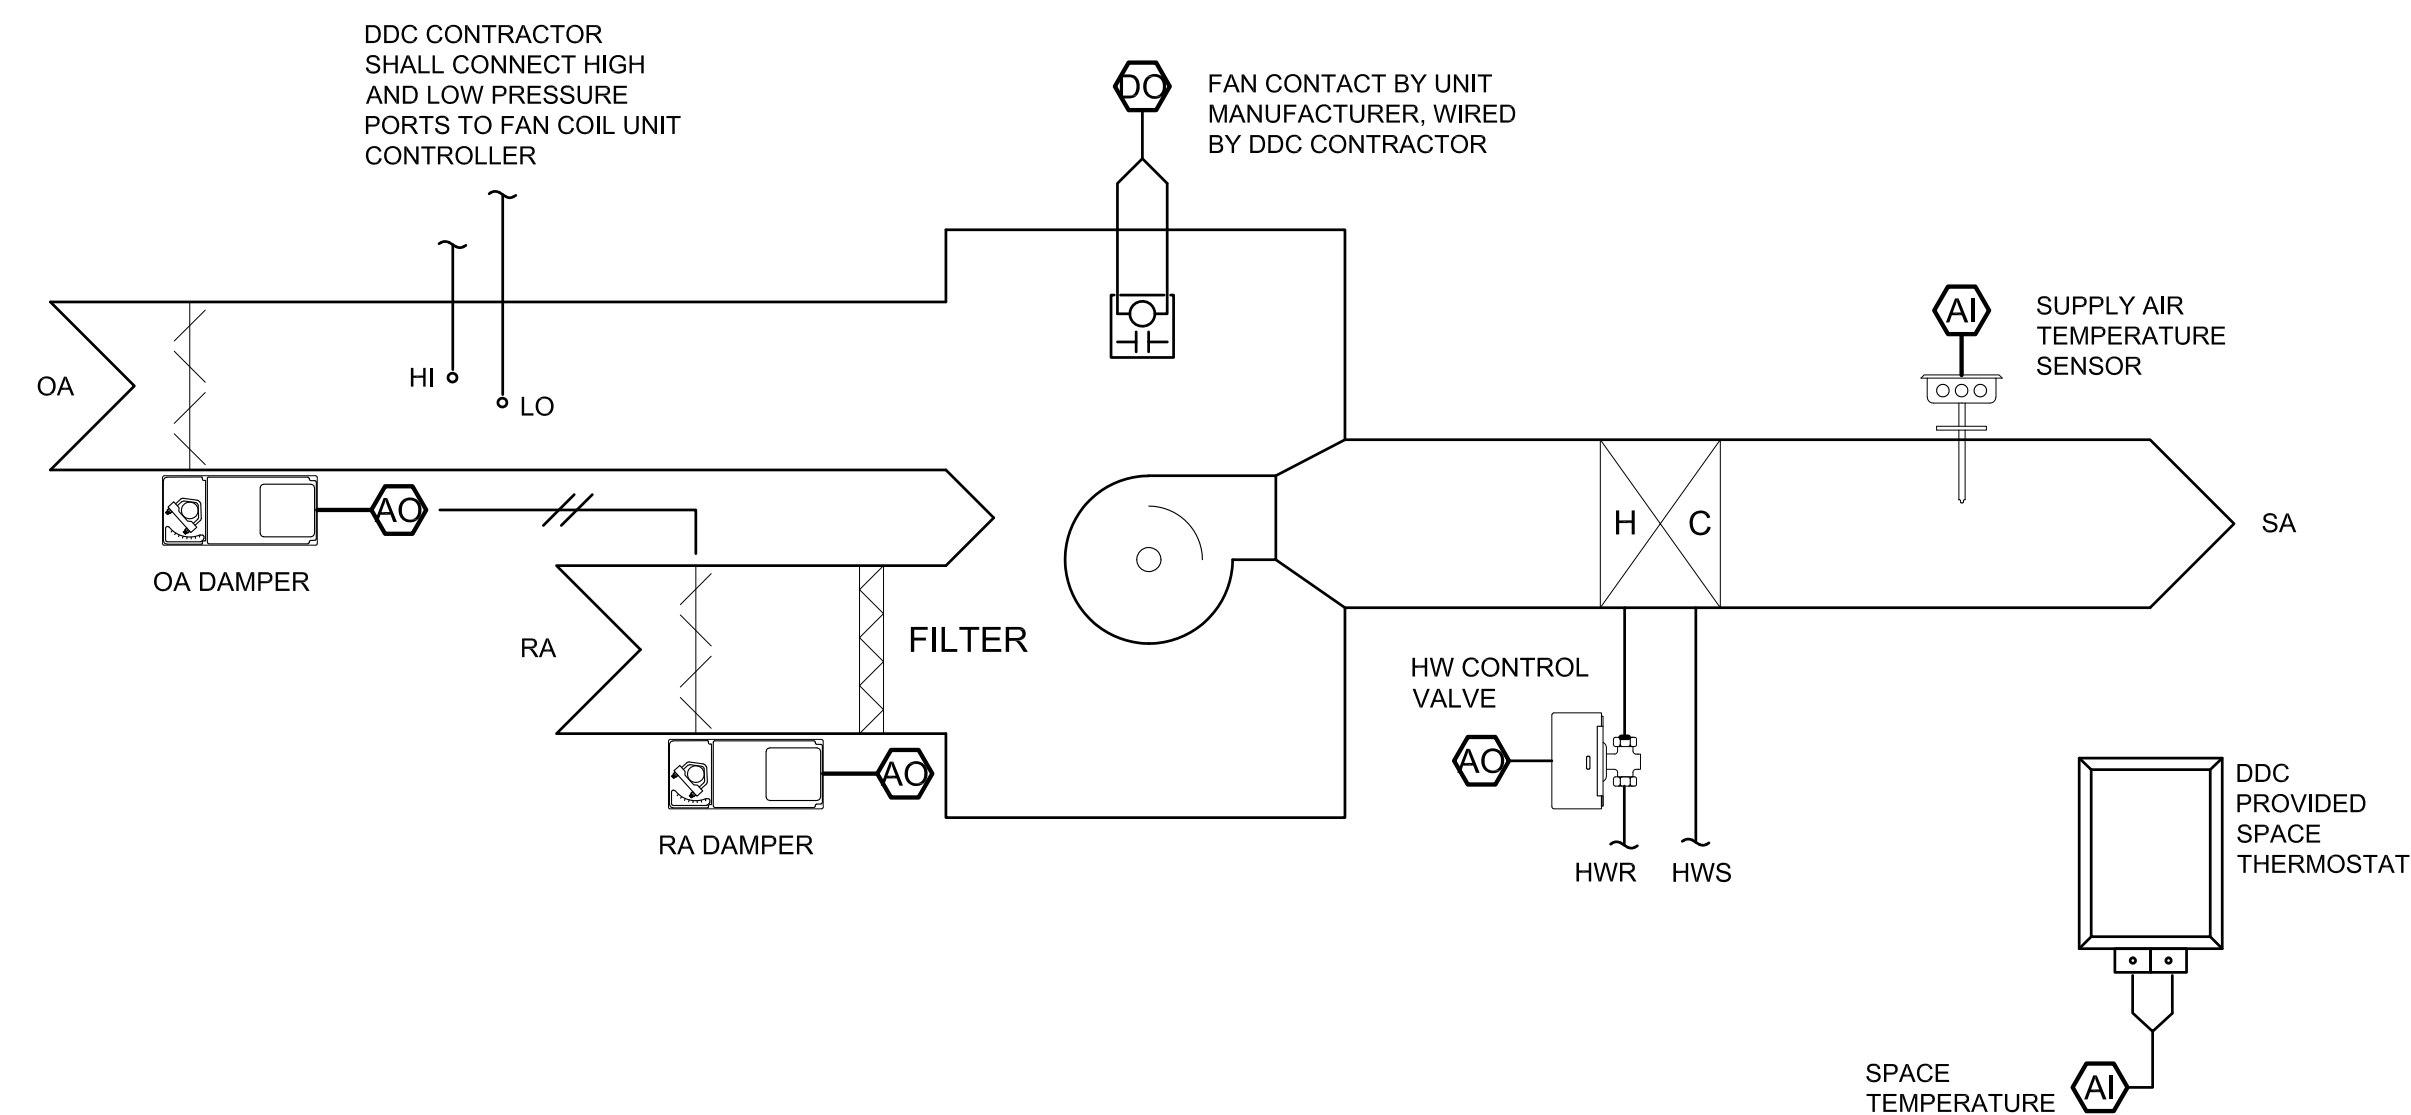 DDC CONTRACTOR
SHALL CONNECT HIGH
AND LOW PRESSURE
PORTS TO FAN COIL UNIT
CONTROLLER
DO
FAN CONTACT BY UNIT
MANUFACTURER, WIRED
BY DDC CONTRACTOR
AI
SUPPLY AIR
TEMPERATURE
SENSOR
OA
HI
LO
AO
OA DAMPER
H
C
SA
RA
FILTER
AO
RA DAMPER
HW CONTROL
VALVE
AO
HWR
HWS
DDC
PROVIDED
SPACE
THERMOSTAT
SPACE
TEMPERATURE
AI